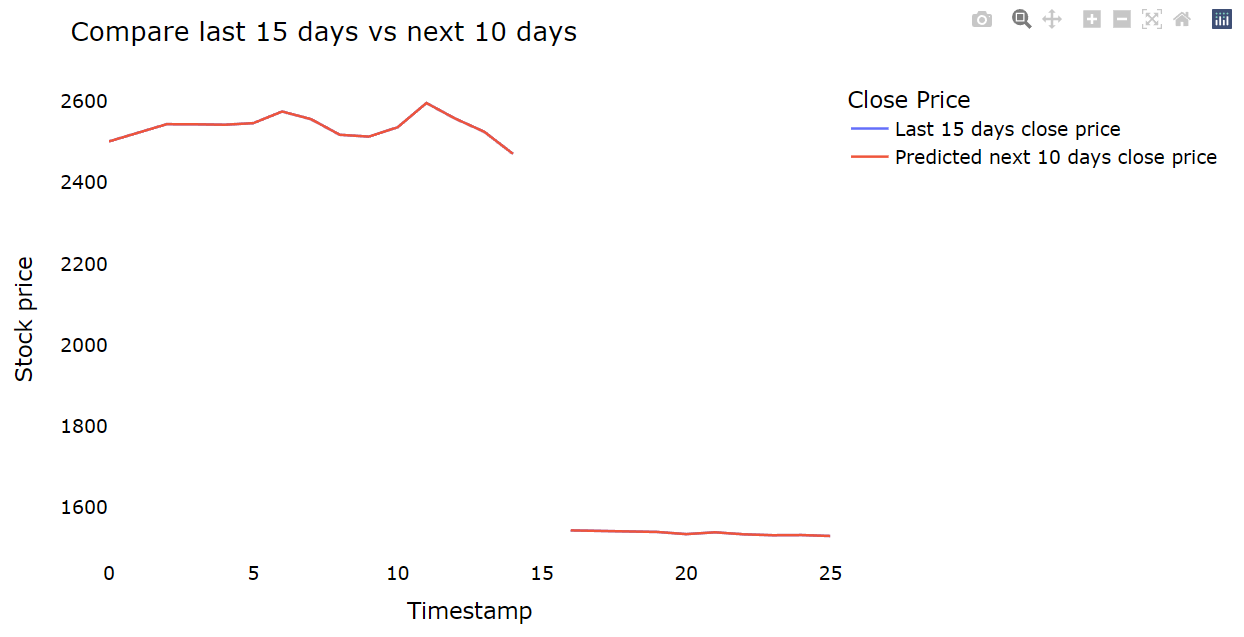 Compare last 15 days vs next 10 days
Close Price
Last 15 days close price
Predicted next 10 days close price
Stock price
2600
2400
2200
2000
1800
1600
0 5 10 15 20 25
Timestamp